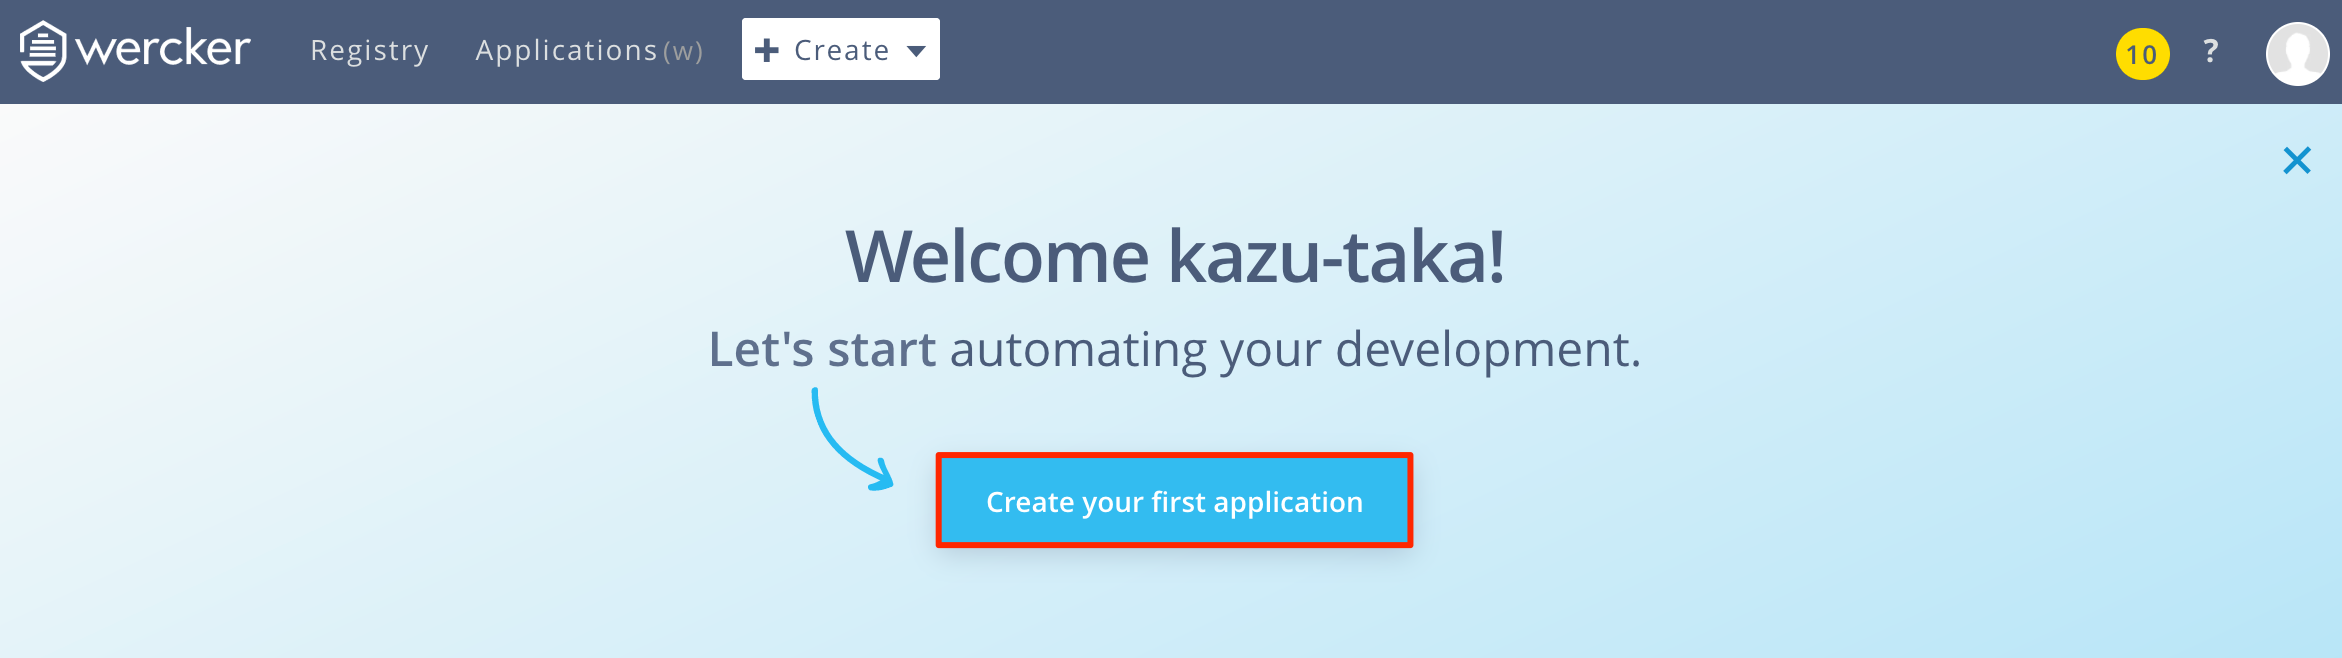 wercker Registry Applications (w) + Create 10 ?
Welcome kazu-taka!
Let's start automating your development.
Create your first application